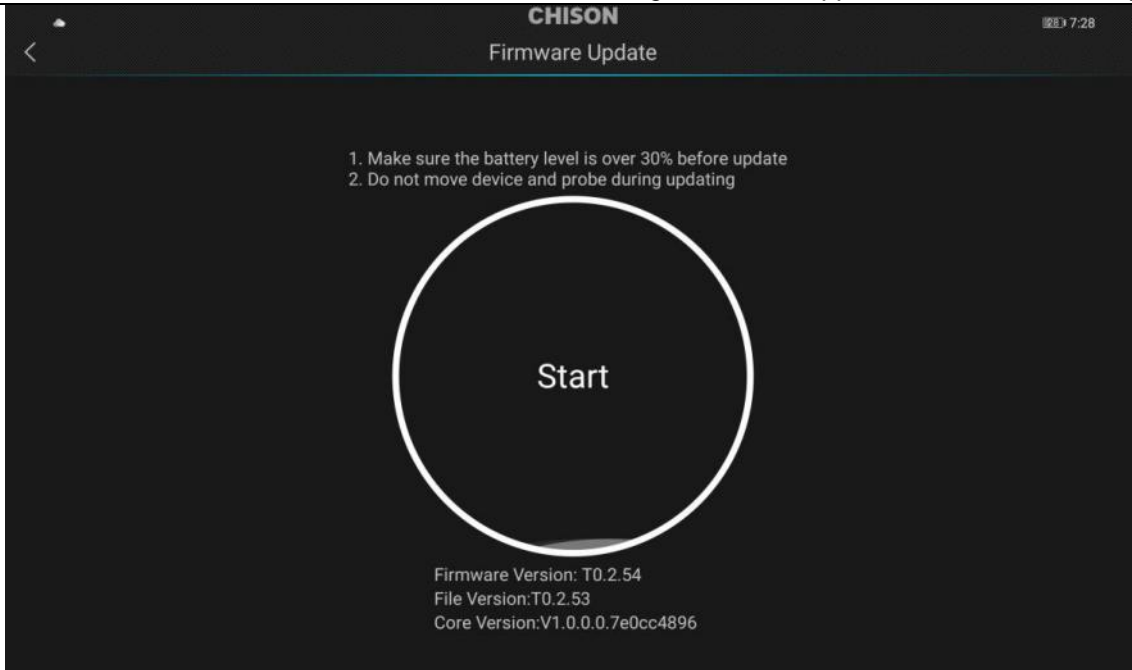 CHISON
7:28
Firmware Update
1. Make sure the battery level is over 30% before update
2. Do not move device and probe during updating
Start
Firmware Version: T0.2.54
File Version:T0.2.53
Core Version:V1.0.0.0.7e0cc4896